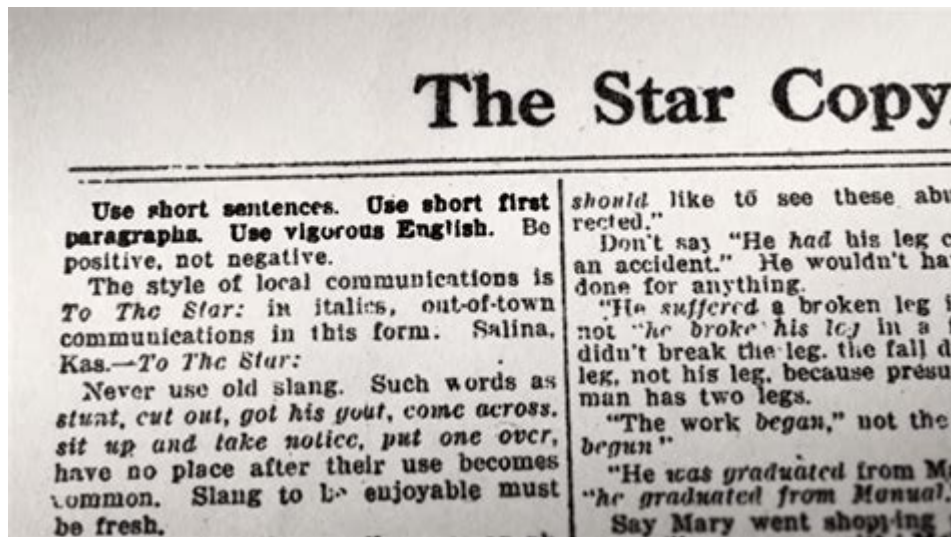 The Star Copy
Use short sentences. Use short first
paragraphs. Use vigorous English. Be
positive, not negative.
The style of local communications is
To The Star: in italics, out-of-town
communications in this form: Salina,
Kas.—To The Star:
Never use old slang. Such words as
stunt, cut out, got his gout, come across,
sit up and take notice, put one over,
have no place after their use becomes
common. Slang to be enjoyable must
be fresh.
should like to see these
rected."
Don't say "He had his leg
an accident." He wouldn't
done for anything.
"He suffered a broken leg
not "he broke his leg in a
didn't break the leg, the fall
leg, not his leg, because
man has two legs.
"The work began," not the
begun"
"He was graduated from
"he graduated from Manual,
Say Mary went shopping